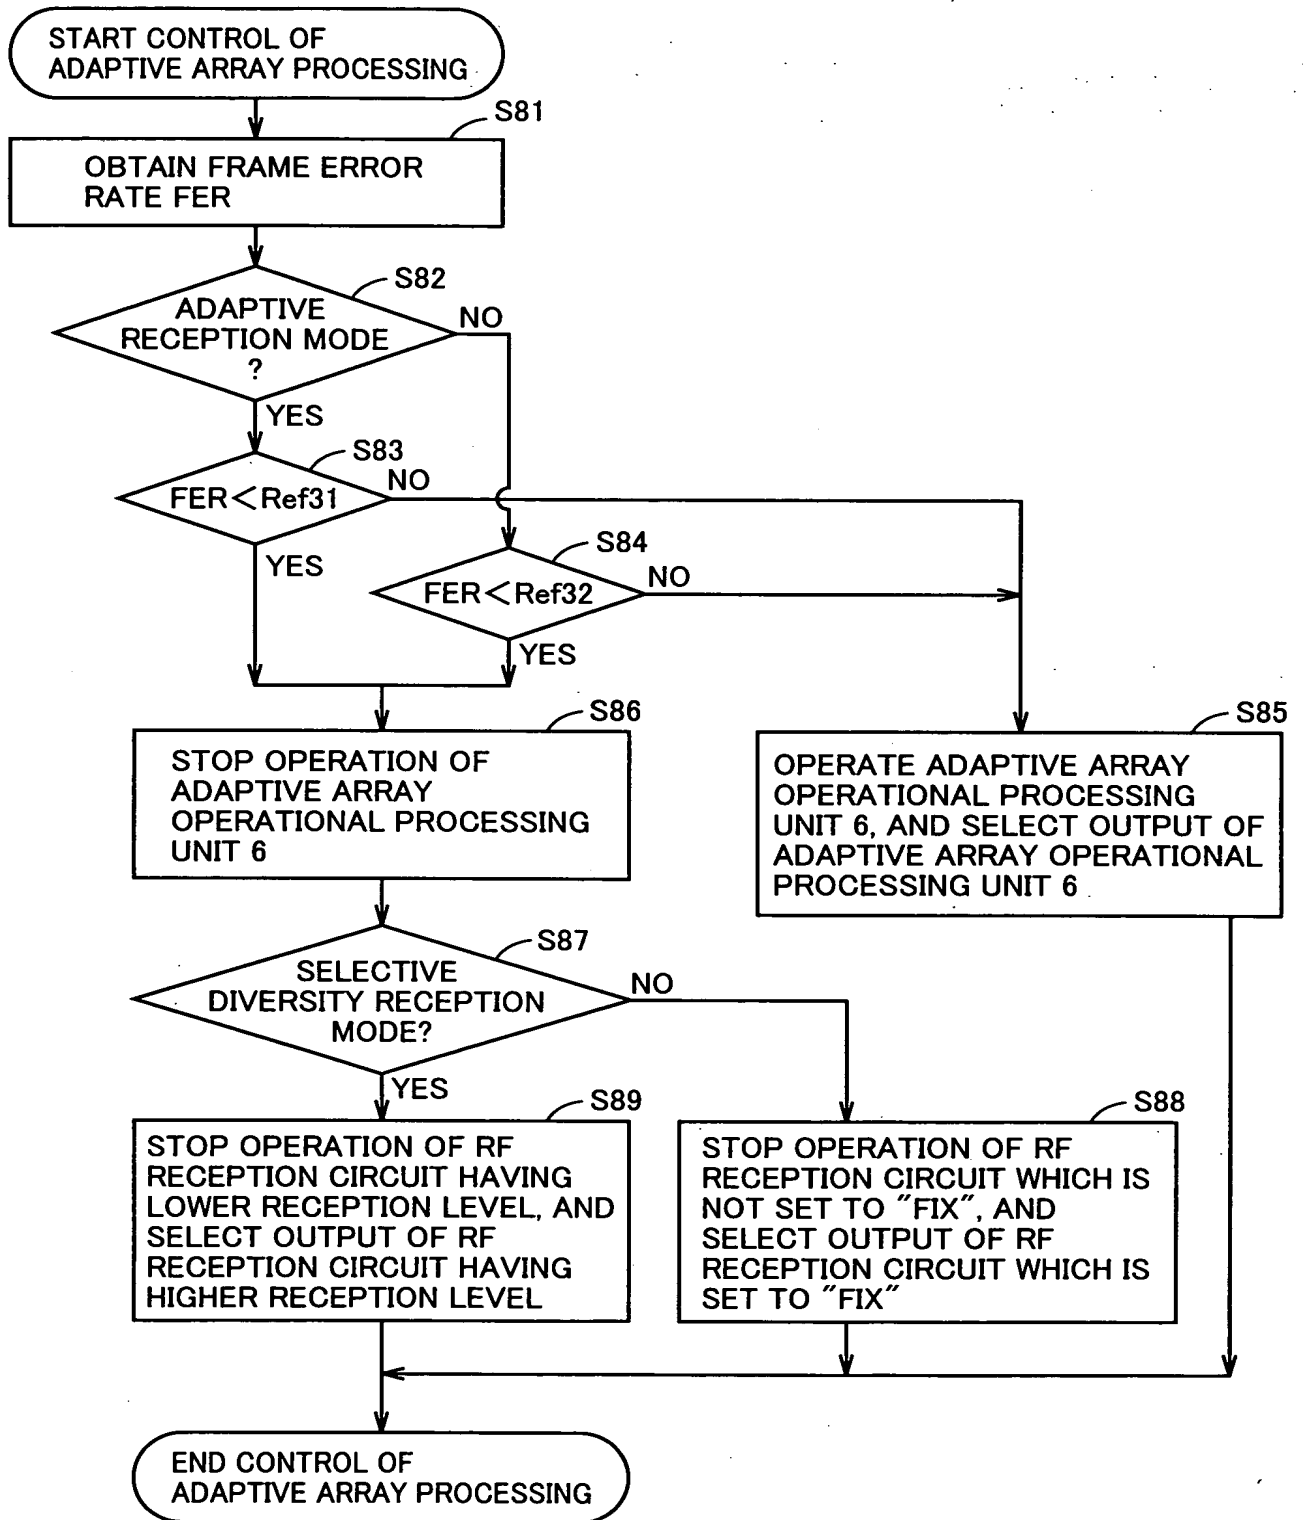 START CONTROL OF
ADAPTIVE ARRAY PROCESSING
S81
OBTAIN FRAME ERROR
RATE FER
S82
ADAPTIVE
RECEPTION MODE
?
NO
YES
S83
FER<Ref31
NO
YES
S84
FER<Ref32
NO
YES
S86
STOP OPERATION OF
ADAPTIVE ARRAY
OPERATIONAL PROCESSING
UNIT 6
S85
OPERATE ADAPTIVE ARRAY
OPERATIONAL PROCESSING
UNIT 6, AND SELECT OUTPUT OF
ADAPTIVE ARRAY OPERATIONAL
PROCESSING UNIT 6
S87
SELECTIVE
DIVERSITY RECEPTION
MODE?
NO
YES
S89
STOP OPERATION OF RF
RECEPTION CIRCUIT HAVING
LOWER RECEPTION LEVEL, AND
SELECT OUTPUT OF RF
RECEPTION CIRCUIT HAVING
HIGHER RECEPTION LEVEL
S88
STOP OPERATION OF RF
RECEPTION CIRCUIT WHICH IS
NOT SET TO "FIX", AND
SELECT OUTPUT OF RF
RECEPTION CIRCUIT WHICH IS
SET TO "FIX"
END CONTROL OF
ADAPTIVE ARRAY PROCESSING